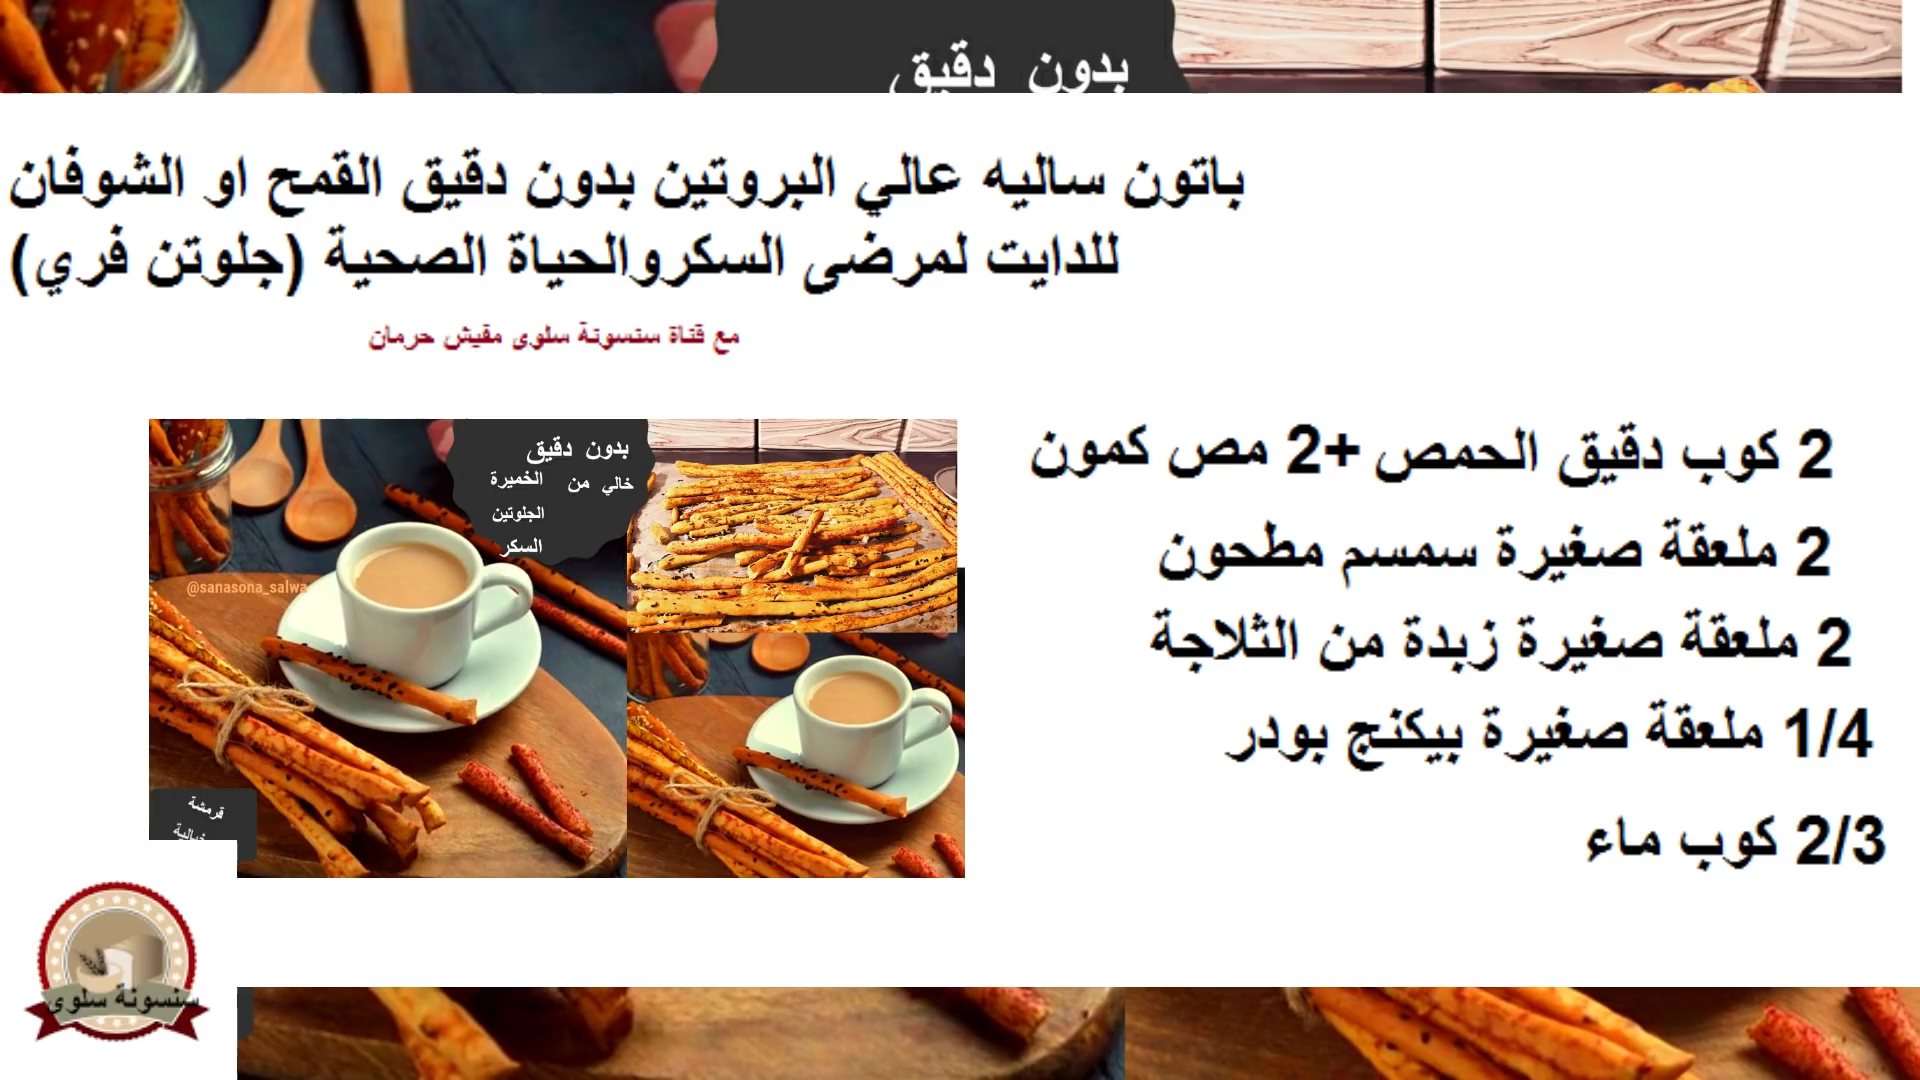 بدون دقيق
باتون ساليه عالي البروتين بدون دقيق القمح او الشوفان
للدايت لمرضى السكروالحياة الصحية (جلوتن فري)
مع قناة سنسونة سلوى مفيش حرمان
2 كوب دقيق الحمص +2 مص كمون
2 ملعقة صغيرة سمسم مطحون
2 ملعقة صغيرة زبدة من الثلاجة
1/4 ملعقة صغيرة بيكنج بودر
2/3 كوب ماء
بدون دقيق
خالي من الخميرة
الجلوتين
السكر
@sanasona_salwa
قرمشة
خيالية
سنسونة سلوى